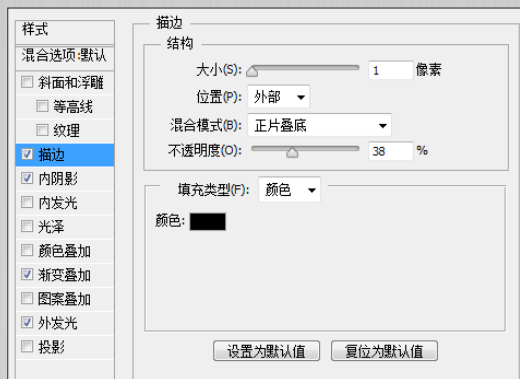 样式
混合选项:默认
斜面和浮雕
等高线
纹理
描边
内阴影
内发光
光泽
颜色叠加
渐变叠加
图案叠加
外发光
投影
描边
结构
大小(S): 1 像素
位置(P): 外部
混合模式(B): 正片叠底
不透明度(O): 38 %
填充类型(F): 颜色
颜色:
设置为默认值 复位为默认值